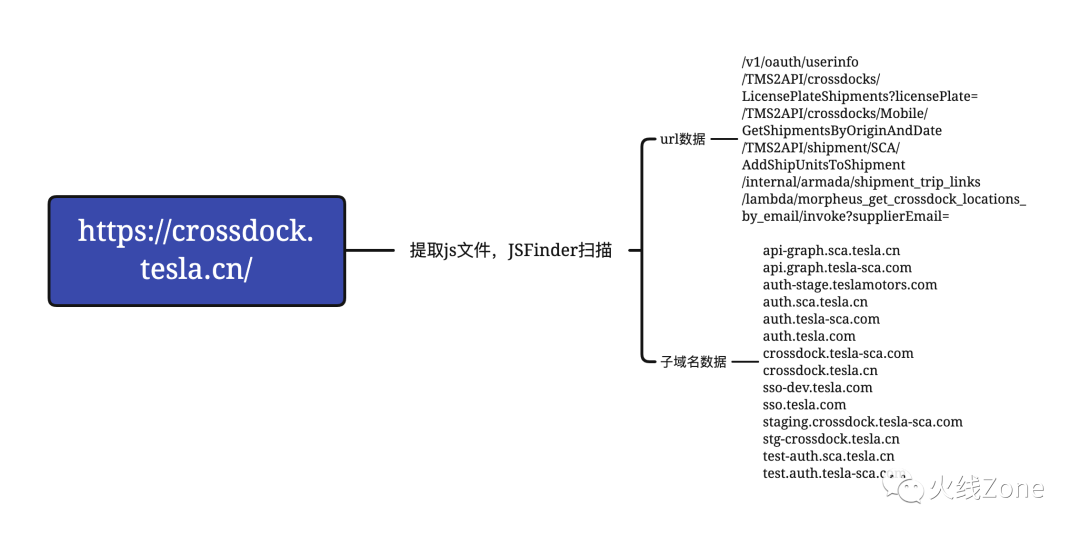 https://crossdock.
tesla.cn/
提取js文件，JSFinder扫描
url数据
/v1/oauth/userinfo
/TMS2API/crossdocks/
LicensePlateShipments?licensePlate=
/TMS2API/crossdocks/Mobile/
GetShipmentsByOriginAndDate
/TMS2API/shipment/SCA/
AddShipUnitsToShipment
/internal/armada/shipment_trip_links
/lambda/morpheus_get_crossdock_locations_
by_email/invoke?supplierEmail=
子域名数据
api-graph.sca.tesla.cn
api.graph.tesla-sca.com
auth-stage.teslamotors.com
auth.sca.tesla.cn
auth.tesla-sca.com
auth.tesla.com
crossdock.tesla-sca.com
crossdock.tesla.cn
sso-dev.tesla.com
sso.tesla.com
staging.crossdock.tesla-sca.com
stg-crossdock.tesla.cn
test-auth.sca.tesla.cn
test.auth.tesla-sca.com
火线Zone